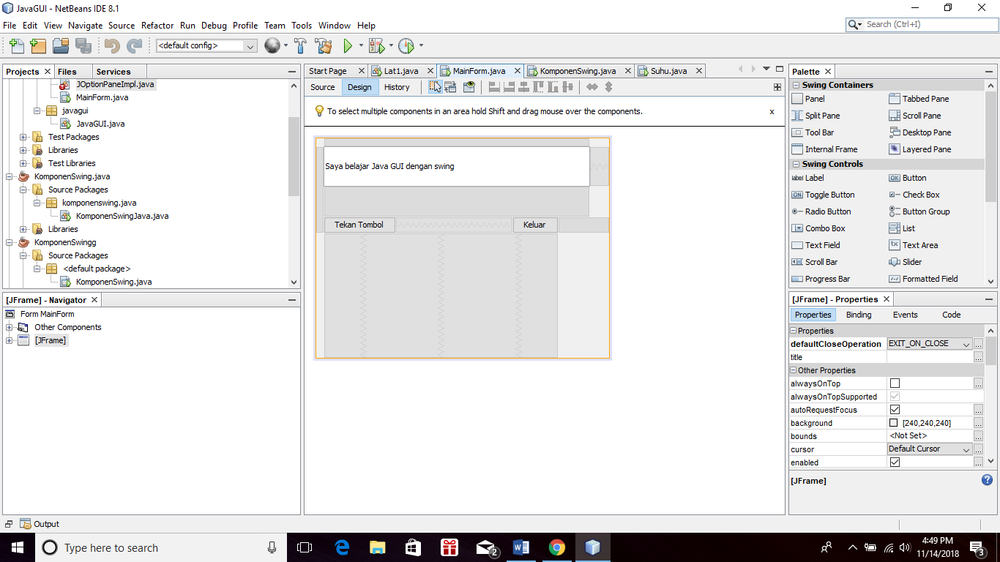 JavaGUI - NetBeans IDE 8.1
File Edit View Navigate Source Refactor Run Debug Profile Team Tools Window Help
Search (Ctrl+I)
<default config>
Projects Files Services
JOptionPaneImpl.java
MainForm.java
javagui
JavaGUI.java
Test Packages
Libraries
Test Libraries
KomponenSwing.java
Source Packages
komponenswing.java
KomponenSwingJava.java
Libraries
KomponenSwingg
Source Packages
<default package>
KomponenSwing.java
[JFrame] - Navigator
Form MainForm
Other Components
[JFrame]
Start Page Lat1.java MainForm.java KomponenSwing.java Suhu.java
Source Design History
To select multiple components in an area hold Shift and drag mouse over the components. x
Saya belajar Java GUI dengan swing
Tekan Tombol Keluar
Palette
Swing Containers
Panel Tabbed Pane
Split Pane Scroll Pane
Tool Bar Desktop Pane
Internal Frame Layered Pane
Swing Controls
label Label OK Button
ON Toggle Button Check Box
Radio Button Button Group
Combo Box List
Text Field Text Area
Scroll Bar Slider
Progress Bar Formatted Field
[JFrame] - Properties
Properties Binding Events Code
Properties
defaultCloseOperation EXIT_ON_CLOSE ...
title ...
Other Properties
alwaysOnTop ...
alwaysOnTopSupported
autoRequestFocus ...
background [240,240,240] ...
bounds <Not Set> ...
cursor Default Cursor ...
enabled ...
[JFrame]
Output
Type here to search
2
4:49 PM
11/14/2018
3